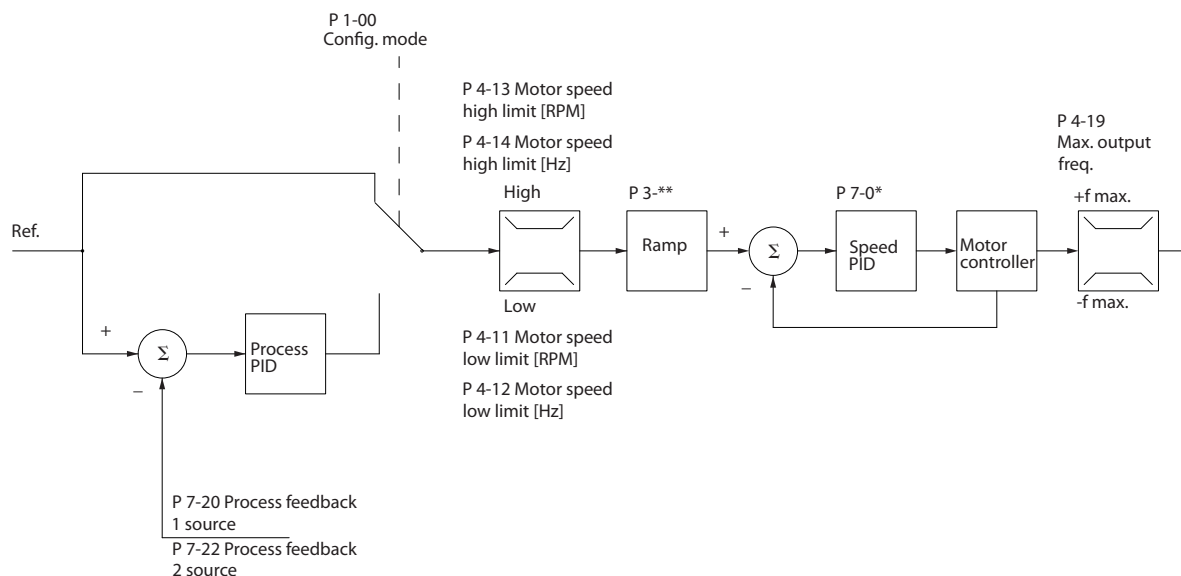 P 1-00
Config. mode
P 4-13 Motor speed
high limit [RPM]
P 4-14 Motor speed
high limit [Hz]
P 4-19
Max. output
freq.
High
P 3-**
P 7-0*
+f max.
Ref.
Ramp
+
Σ
−
Speed
PID
Motor
controller
Low
-f max.
+
Σ
−
Process
PID
P 4-11 Motor speed
low limit [RPM]
P 4-12 Motor speed
low limit [Hz]
P 7-20 Process feedback
1 source
P 7-22 Process feedback
2 source